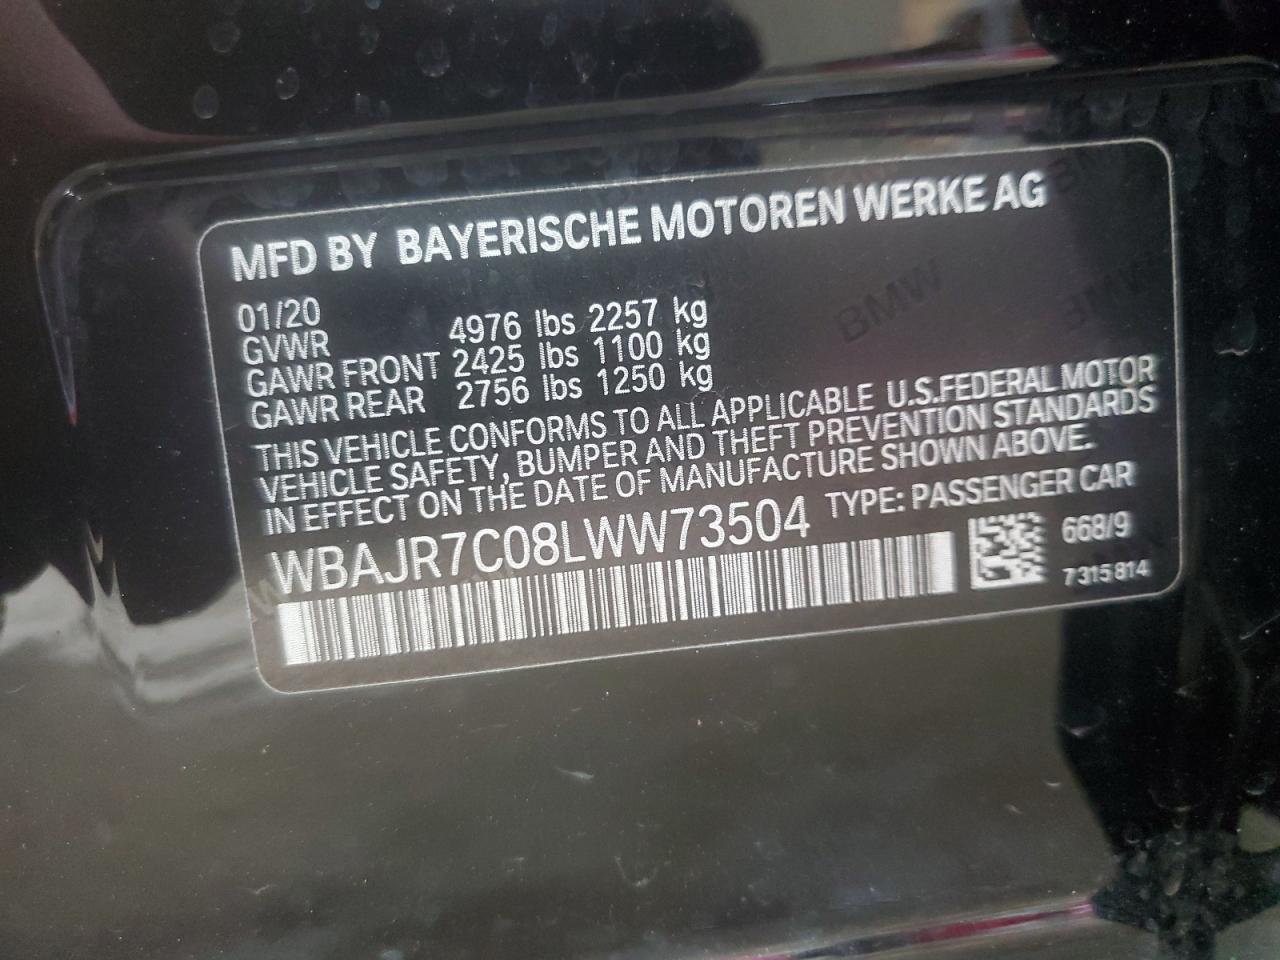 MFD BY BAYERISCHE MOTOREN WERKE AG
01/20
GVWR 4976 lbs 2257 kg
GAWR FRONT 2425 lbs 1100 kg
GAWR REAR 2756 lbs 1250 kg
THIS VEHICLE CONFORMS TO ALL APPLICABLE U.S.FEDERAL MOTOR
VEHICLE SAFETY, BUMPER AND THEFT PREVENTION STANDARDS
IN EFFECT ON THE DATE OF MANUFACTURE SHOWN ABOVE.
WBAJR7C08LWW73504 TYPE: PASSENGER CAR
668/9
7315814
BMW
BMW